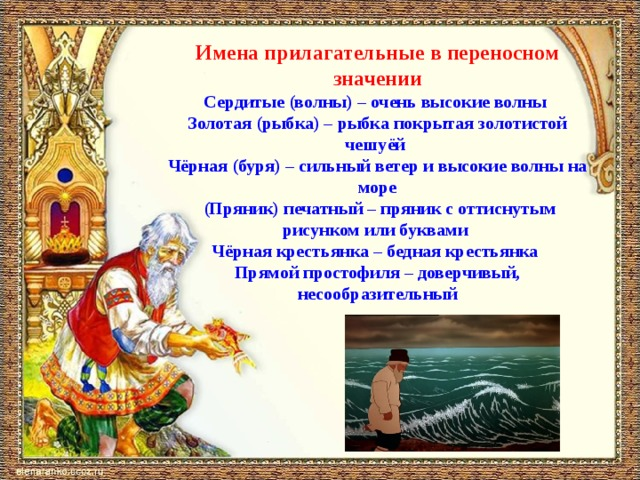 Имена прилагательные в переносном
значении
Сердитые (волны) – очень высокие волны
Золотая (рыбка) – рыбка покрытая золотистой
чешуёй
Чёрная (буря) – сильный ветер и высокие волны на
море
(Пряник) печатный – пряник с оттиснутым
рисунком или буквами
Чёрная крестьянка – бедная крестьянка
Прямой простофиля – доверчивый,
несообразительный
elenaranko.ucoz.ru